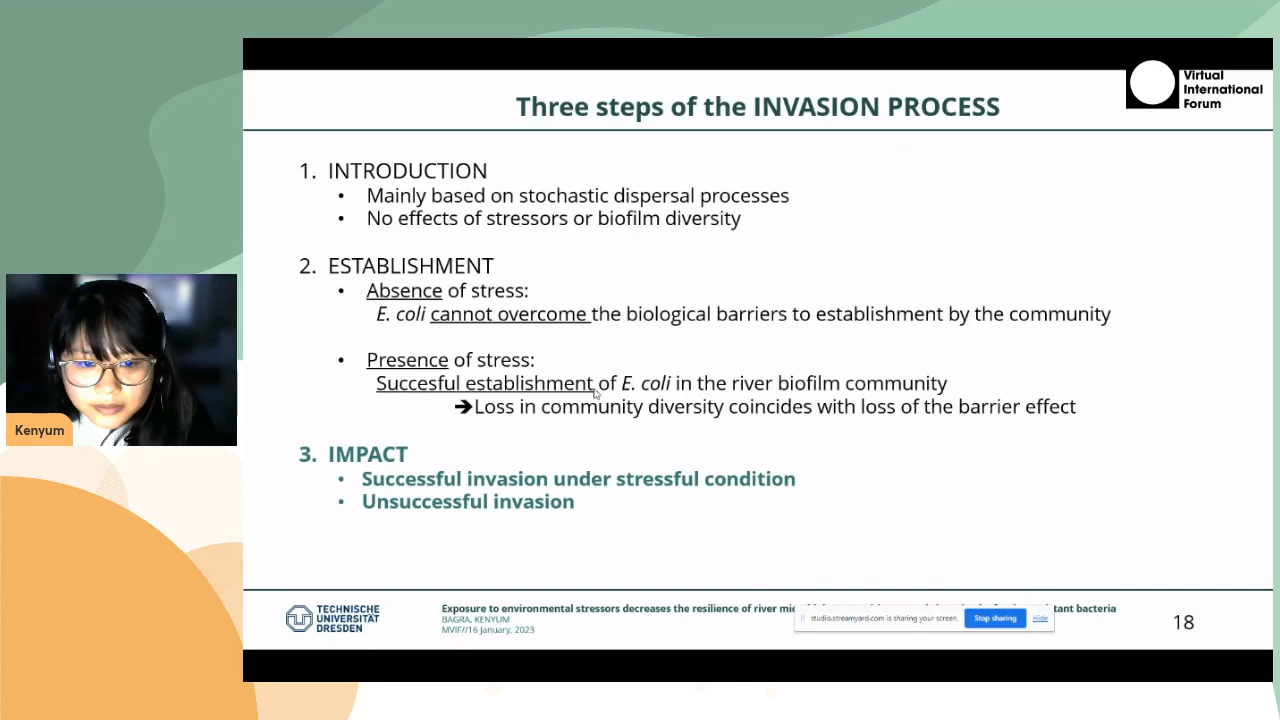 Virtual
International
Forum
Three steps of the INVASION PROCESS
1. INTRODUCTION
• Mainly based on stochastic dispersal processes
• No effects of stressors or biofilm diversity
2. ESTABLISHMENT
• Absence of stress:
E. coli cannot overcome the biological barriers to establishment by the community
• Presence of stress:
Succesful establishment of E. coli in the river biofilm community
➔Loss in community diversity coincides with loss of the barrier effect
3. IMPACT
• Successful invasion under stressful condition
• Unsuccessful invasion
Kenyum
TECHNISCHE
UNIVERSITÄT
DRESDEN
Exposure to environmental stressors decreases the resilience of river bacteria
BAGRA, KENYUM
MVIF//16 January, 2023
studio.streamyard.com is sharing your screen.
Stop sharing
Hide
18